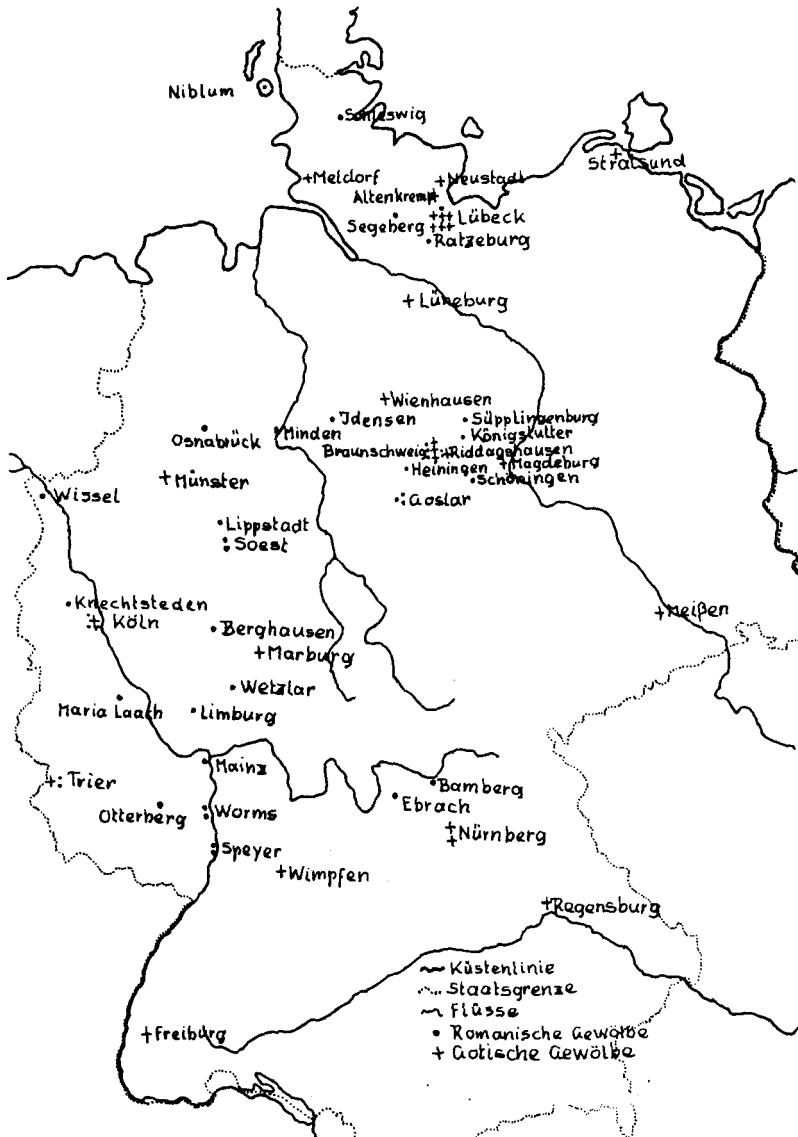 Niblum
Schleswig
Stralsund
Meldorf
Neustadt
Altenkremp
Segeberg
Lübeck
Ratzeburg
Lüneburg
Wienhausen
Idensen
Süpplingenburg
Königslutter
Osnabrück
Minden
Braunschweig
Riddagshausen
Heiningen
Magdeburg
Schöningen
Münster
Wissel
Goslar
Lippstadt
Soest
Knechtsteden
Köln
Berghausen
Marburg
Meißen
Wetzlar
Maria Laach
Limburg
Mainz
Trier
Bamberg
Ebrach
Otterberg
Worms
Nürnberg
Speyer
Wimpfen
Regensburg
Freiburg
Küstenlinie
Staatsgrenze
Flüsse
Romanische Gewölbe
Gotische Gewölbe